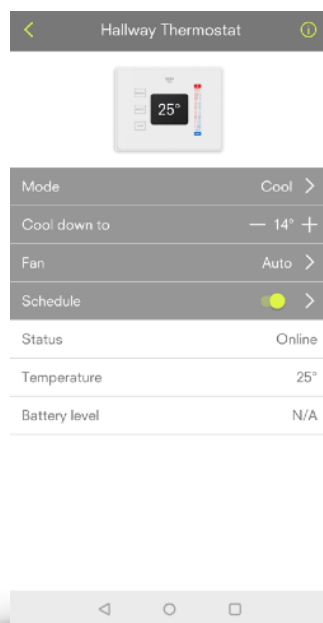 Hallway Thermostat
25°
Mode Cool
Cool down to — 14° +
Fan Auto
Schedule
Status Online
Temperature 25°
Battery level N/A